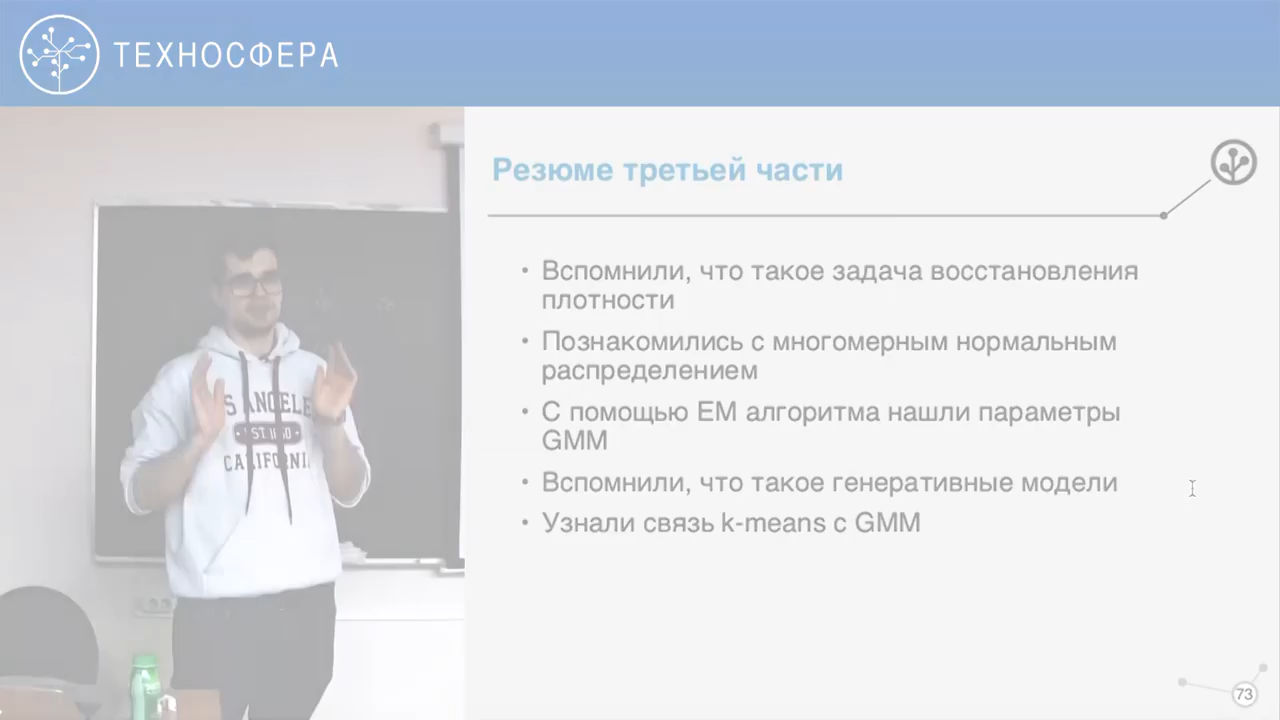 ТЕХНОСФЕРА
Резюме третьей части
• Вспомнили, что такое задача восстановления
плотности
• Познакомились с многомерным нормальным
распределением
• С помощью EM алгоритма нашли параметры
GMM
• Вспомнили, что такое генеративные модели
• Узнали связь k-means с GMM
CALIFORNIA
73